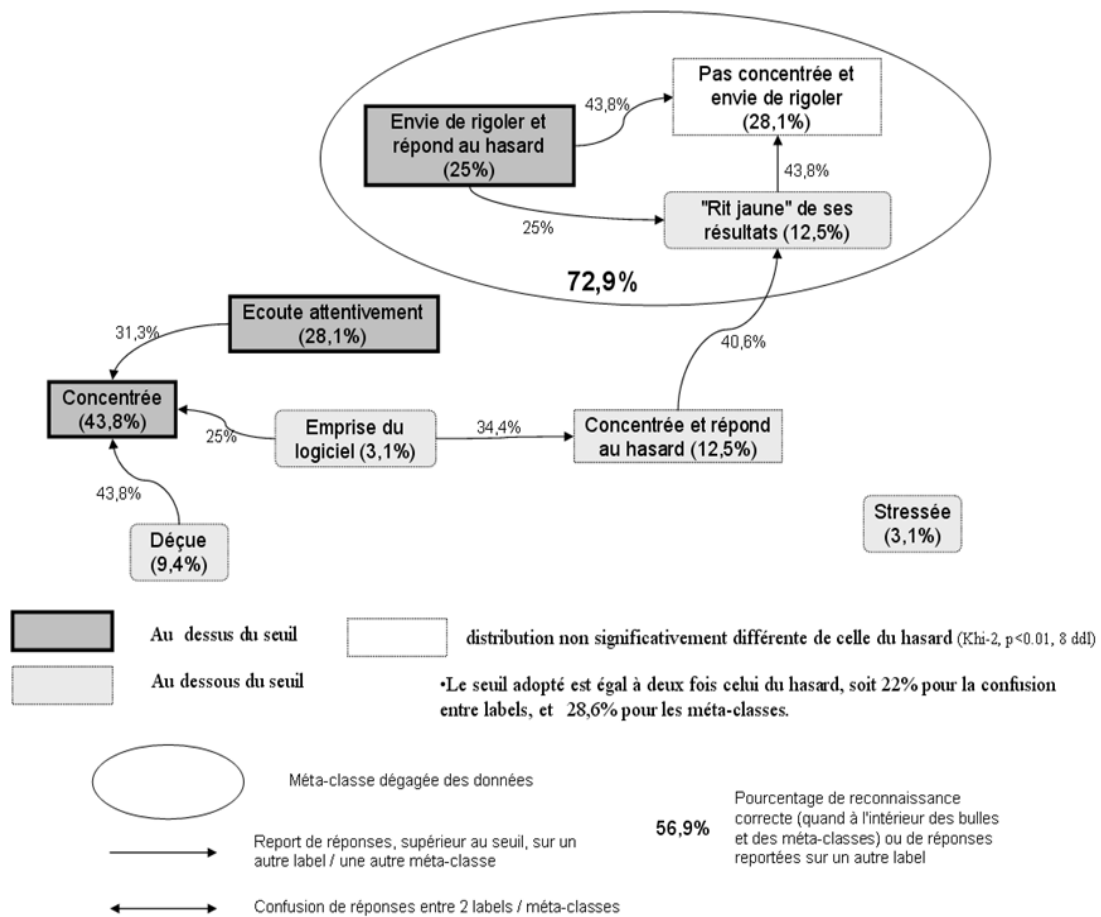 Pas concentrée et
envie de rigoler
(28,1%)
43,8%
Envie de rigoler et
répond au hasard
(25%)
43,8%
"Rit jaune" de ses
résultats (12,5%)
25%
72,9%
Ecoute attentivement
(28,1%)
31,3%
40,6%
Concentrée
(43,8%)
25%
Emprise du
logiciel (3,1%)
34,4%
Concentrée et répond
au hasard (12,5%)
43,8%
Déçue
(9,4%)
Stressée
(3,1%)
Au dessus du seuil
distribution non significativement différente de celle du hasard (Khi-2, p<0.01, 8 ddl)
Au dessous du seuil
•Le seuil adopté est égal à deux fois celui du hasard, soit 22% pour la confusion
entre labels, et 28,6% pour les méta-classes.
Méta-classe dégagée des données
Report de réponses, supérieur au seuil, sur un
autre label / une autre méta-classe
56,9%
Pourcentage de reconnaissance
correcte (quand à l'intérieur des bulles
et des méta-classes) ou de réponses
reportées sur un autre label
Confusion de réponses entre 2 labels / méta-classes